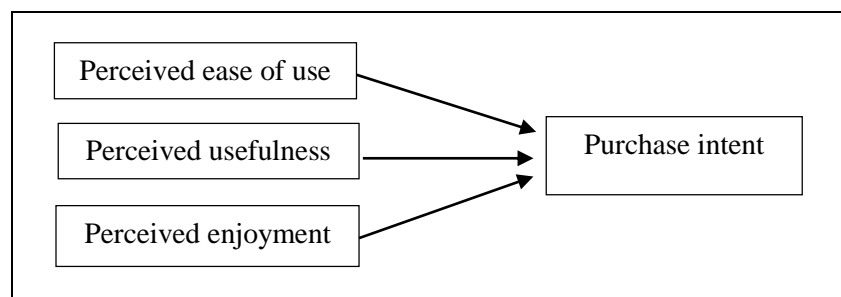 Perceived ease of use
Perceived usefulness
Purchase intent
Perceived enjoyment